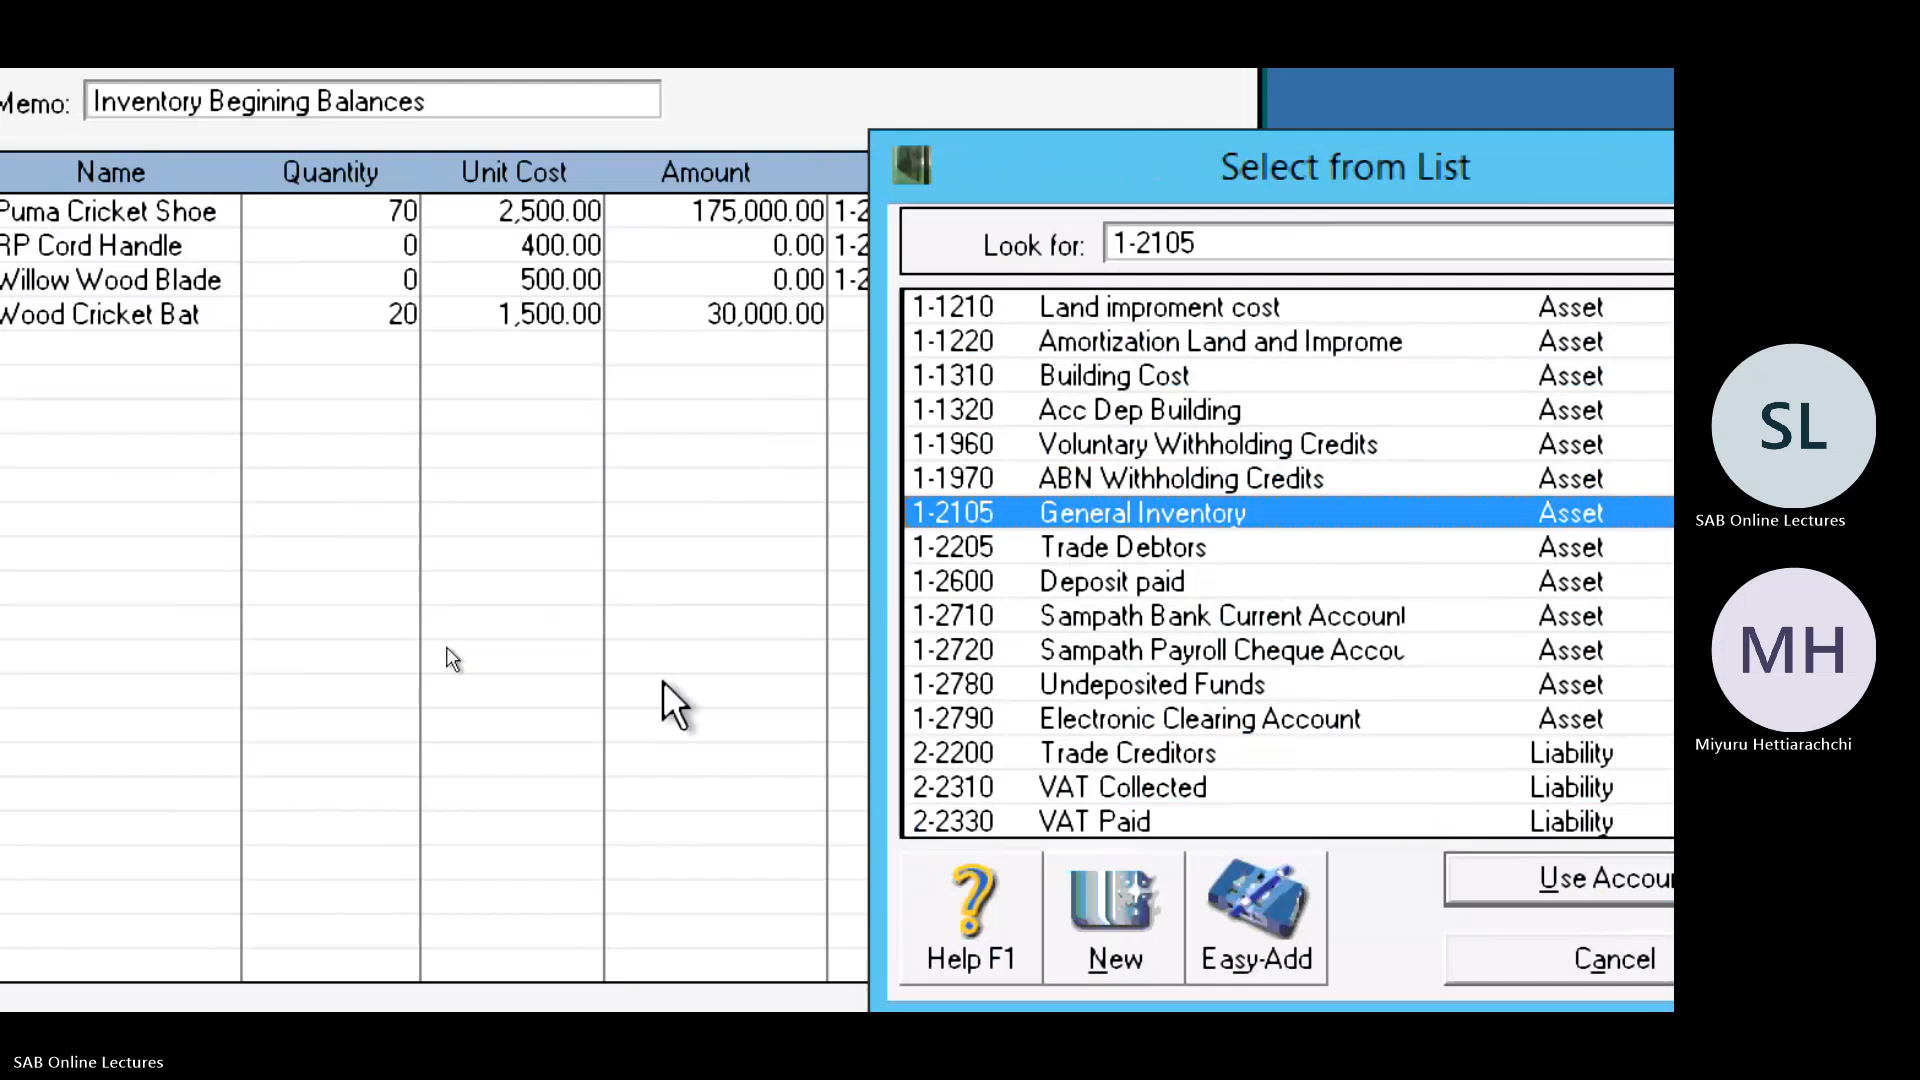 Memo: Inventory Begining Balances
Name Quantity Unit Cost Amount
Puma Cricket Shoe 70 2,500.00 175,000.00 1-2
RP Cord Handle 0 400.00 0.00 1-2
Willow Wood Blade 0 500.00 0.00 1-2
Wood Cricket Bat 20 1,500.00 30,000.00
Select from List
Look for: 1-2105
1-1210 Land improment cost Asset
1-1220 Amortization Land and Improme Asset
1-1310 Building Cost Asset
1-1320 Acc Dep Building Asset
1-1960 Voluntary Withholding Credits Asset
1-1970 ABN Withholding Credits Asset
1-2105 General Inventory Asset
1-2205 Trade Debtors Asset
1-2600 Deposit paid Asset
1-2710 Sampath Bank Current Account Asset
1-2720 Sampath Payroll Cheque Accou Asset
1-2780 Undeposited Funds Asset
1-2790 Electronic Clearing Account Asset
2-2200 Trade Creditors Liability
2-2310 VAT Collected Liability
2-2330 VAT Paid Liability
Use Accoun
Help F1 New Easy-Add Cancel
SL
SAB Online Lectures
MH
Miyuru Hettiarachchi
SAB Online Lectures